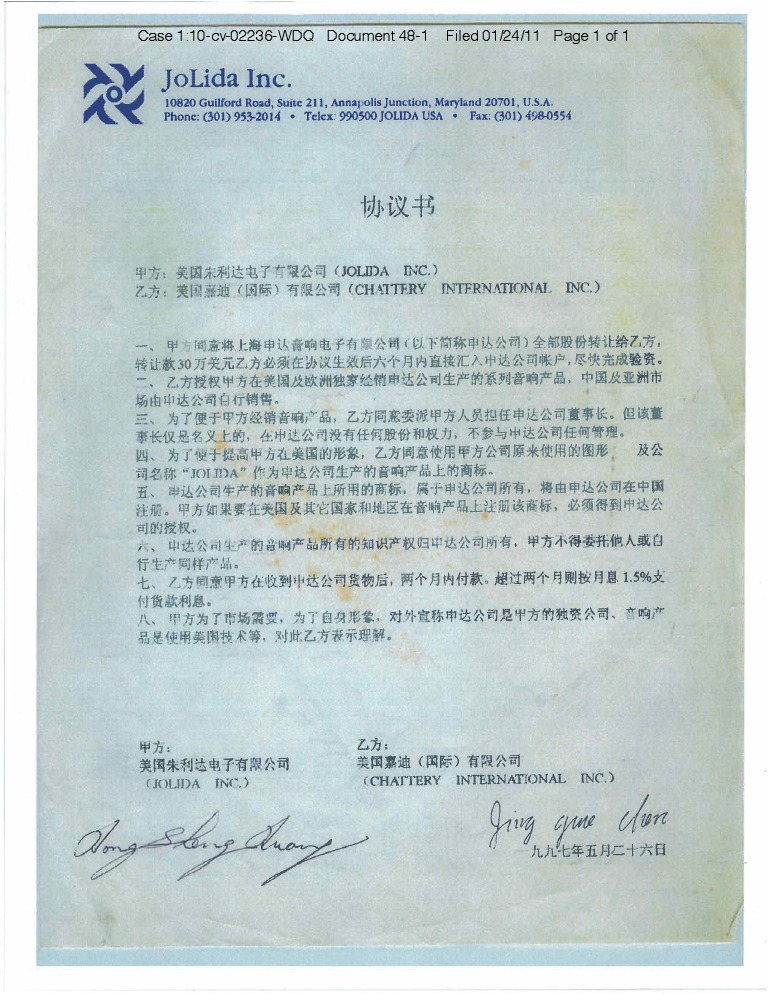 Case 1:10-cv-02236-WDQ Document 48-1 Filed 01/24/11 Page 1 of 1
JoLida Inc.
10820 Guilford Road, Suite 211, Annapolis Junction, Maryland 20701, U.S.A.
Phone: (301) 953-2014 • Telex: 990500 JOLIDA USA • Fax: (301) 498-0554
协议书
甲方：美国朱利达电子有限公司（JOLIDA INC.）
乙方：美国嘉迪（国际）有限公司（CHATTERY INTERNATIONAL INC.）
一、 甲方同意将上海申达音响电子有限公司（以下简称申达公司）全部股份转让给乙方，
转让款30万美元乙方必须在协议生效后六个月内直接汇入申达公司帐户，尽快完成验资。
二、 乙方授权甲方在美国及欧洲独家经销申达公司生产的系列音响产品，中国及亚洲市
场由申达公司自行销售。
三、 为了便于甲方经销音响产品，乙方同意委派甲方人员担任申达公司董事长。但该董
事长仅是名义上的，在申达公司没有任何股份和权力，不参与申达公司任何管理。
四、 为了便于提高甲方在美国的形象，乙方同意使用甲方公司原来使用的图形 及公
司名称“JOLIDA”作为申达公司生产的音响产品上的商标。
五、 申达公司生产的音响产品上所用的商标，属于申达公司所有，将由申达公司在中国
注册。甲方如果要在美国及其它国家和地区在音响产品上注册该商标，必须得到申达公
司的授权。
六、 申达公司生产的音响产品所有的知识产权归申达公司所有，甲方不得委托他人或自
行生产同样产品。
七、 乙方同意甲方在收到申达公司货物后，两个月内付款。超过两个月则按月息1.5%支
付货款利息。
八、 甲方为了市场需要，为了自身形象，对外宣称申达公司是甲方的独资公司、音响产
品是使用美国技术等，对此乙方表示理解。
甲方：
美国朱利达电子有限公司
（JOLIDA INC.）
乙方：
美国嘉迪（国际）有限公司
（CHATTERY INTERNATIONAL INC.）
Hong Sheng Huang
Jing que chen
一九九七年五月二十六日